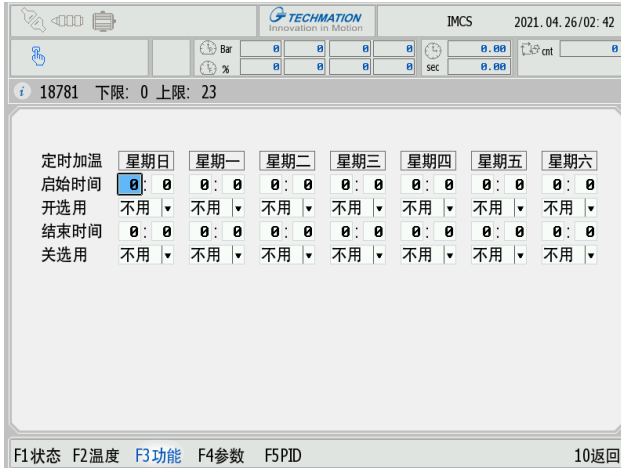 TECHMATION
Innovation in Motion
IMCS 2021.04.26/02:42
Bar 0 0 0 0 0.00 cnt 0
% 0 0 0 0 sec 0.00
i 18781 下限: 0 上限: 23
定时加温 星期日 星期一 星期二 星期三 星期四 星期五 星期六
启始时间 0: 0 0: 0 0: 0 0: 0 0: 0 0: 0 0: 0
开选用 不用 不用 不用 不用 不用 不用 不用
结束时间 0: 0 0: 0 0: 0 0: 0 0: 0 0: 0 0: 0
关选用 不用 不用 不用 不用 不用 不用 不用
F1状态 F2温度 F3功能 F4参数 F5PID 10返回